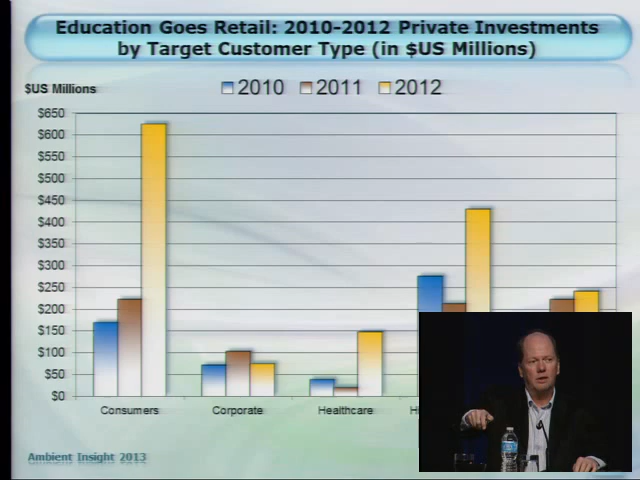 Education Goes Retail: 2010-2012 Private Investments
by Target Customer Type (in $US Millions)
$US Millions
2010 2011 2012
$650
$600
$550
$500
$450
$400
$350
$300
$250
$200
$150
$100
$50
$0
Consumers Corporate Healthcare
Ambient Insight 2013